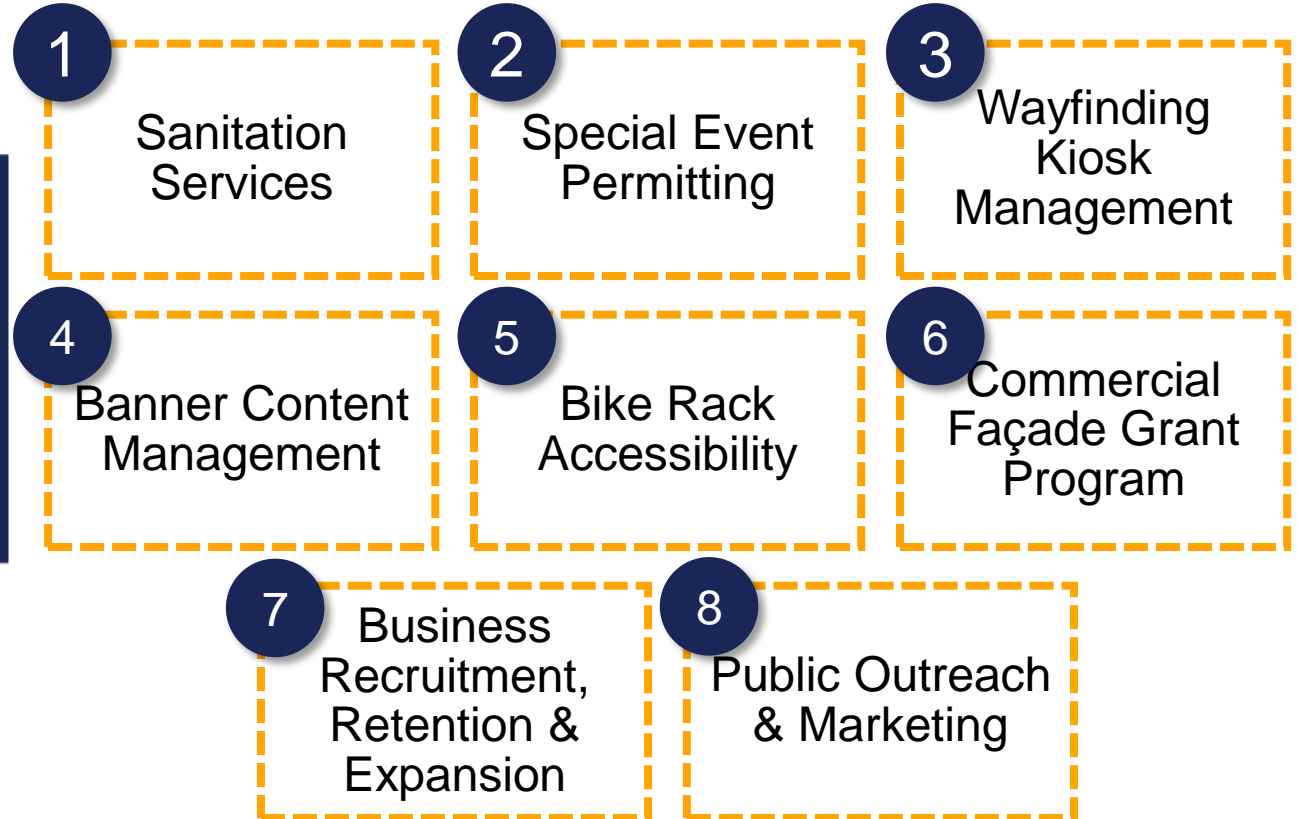 1
Sanitation
Services
2
Special Event
Permitting
3
Wayfinding
Kiosk
Management
4
Banner Content
Management
5
Bike Rack
Accessibility
6
Commercial
Façade Grant
Program
7
Business
Recruitment,
Retention &
Expansion
8
Public Outreach
& Marketing